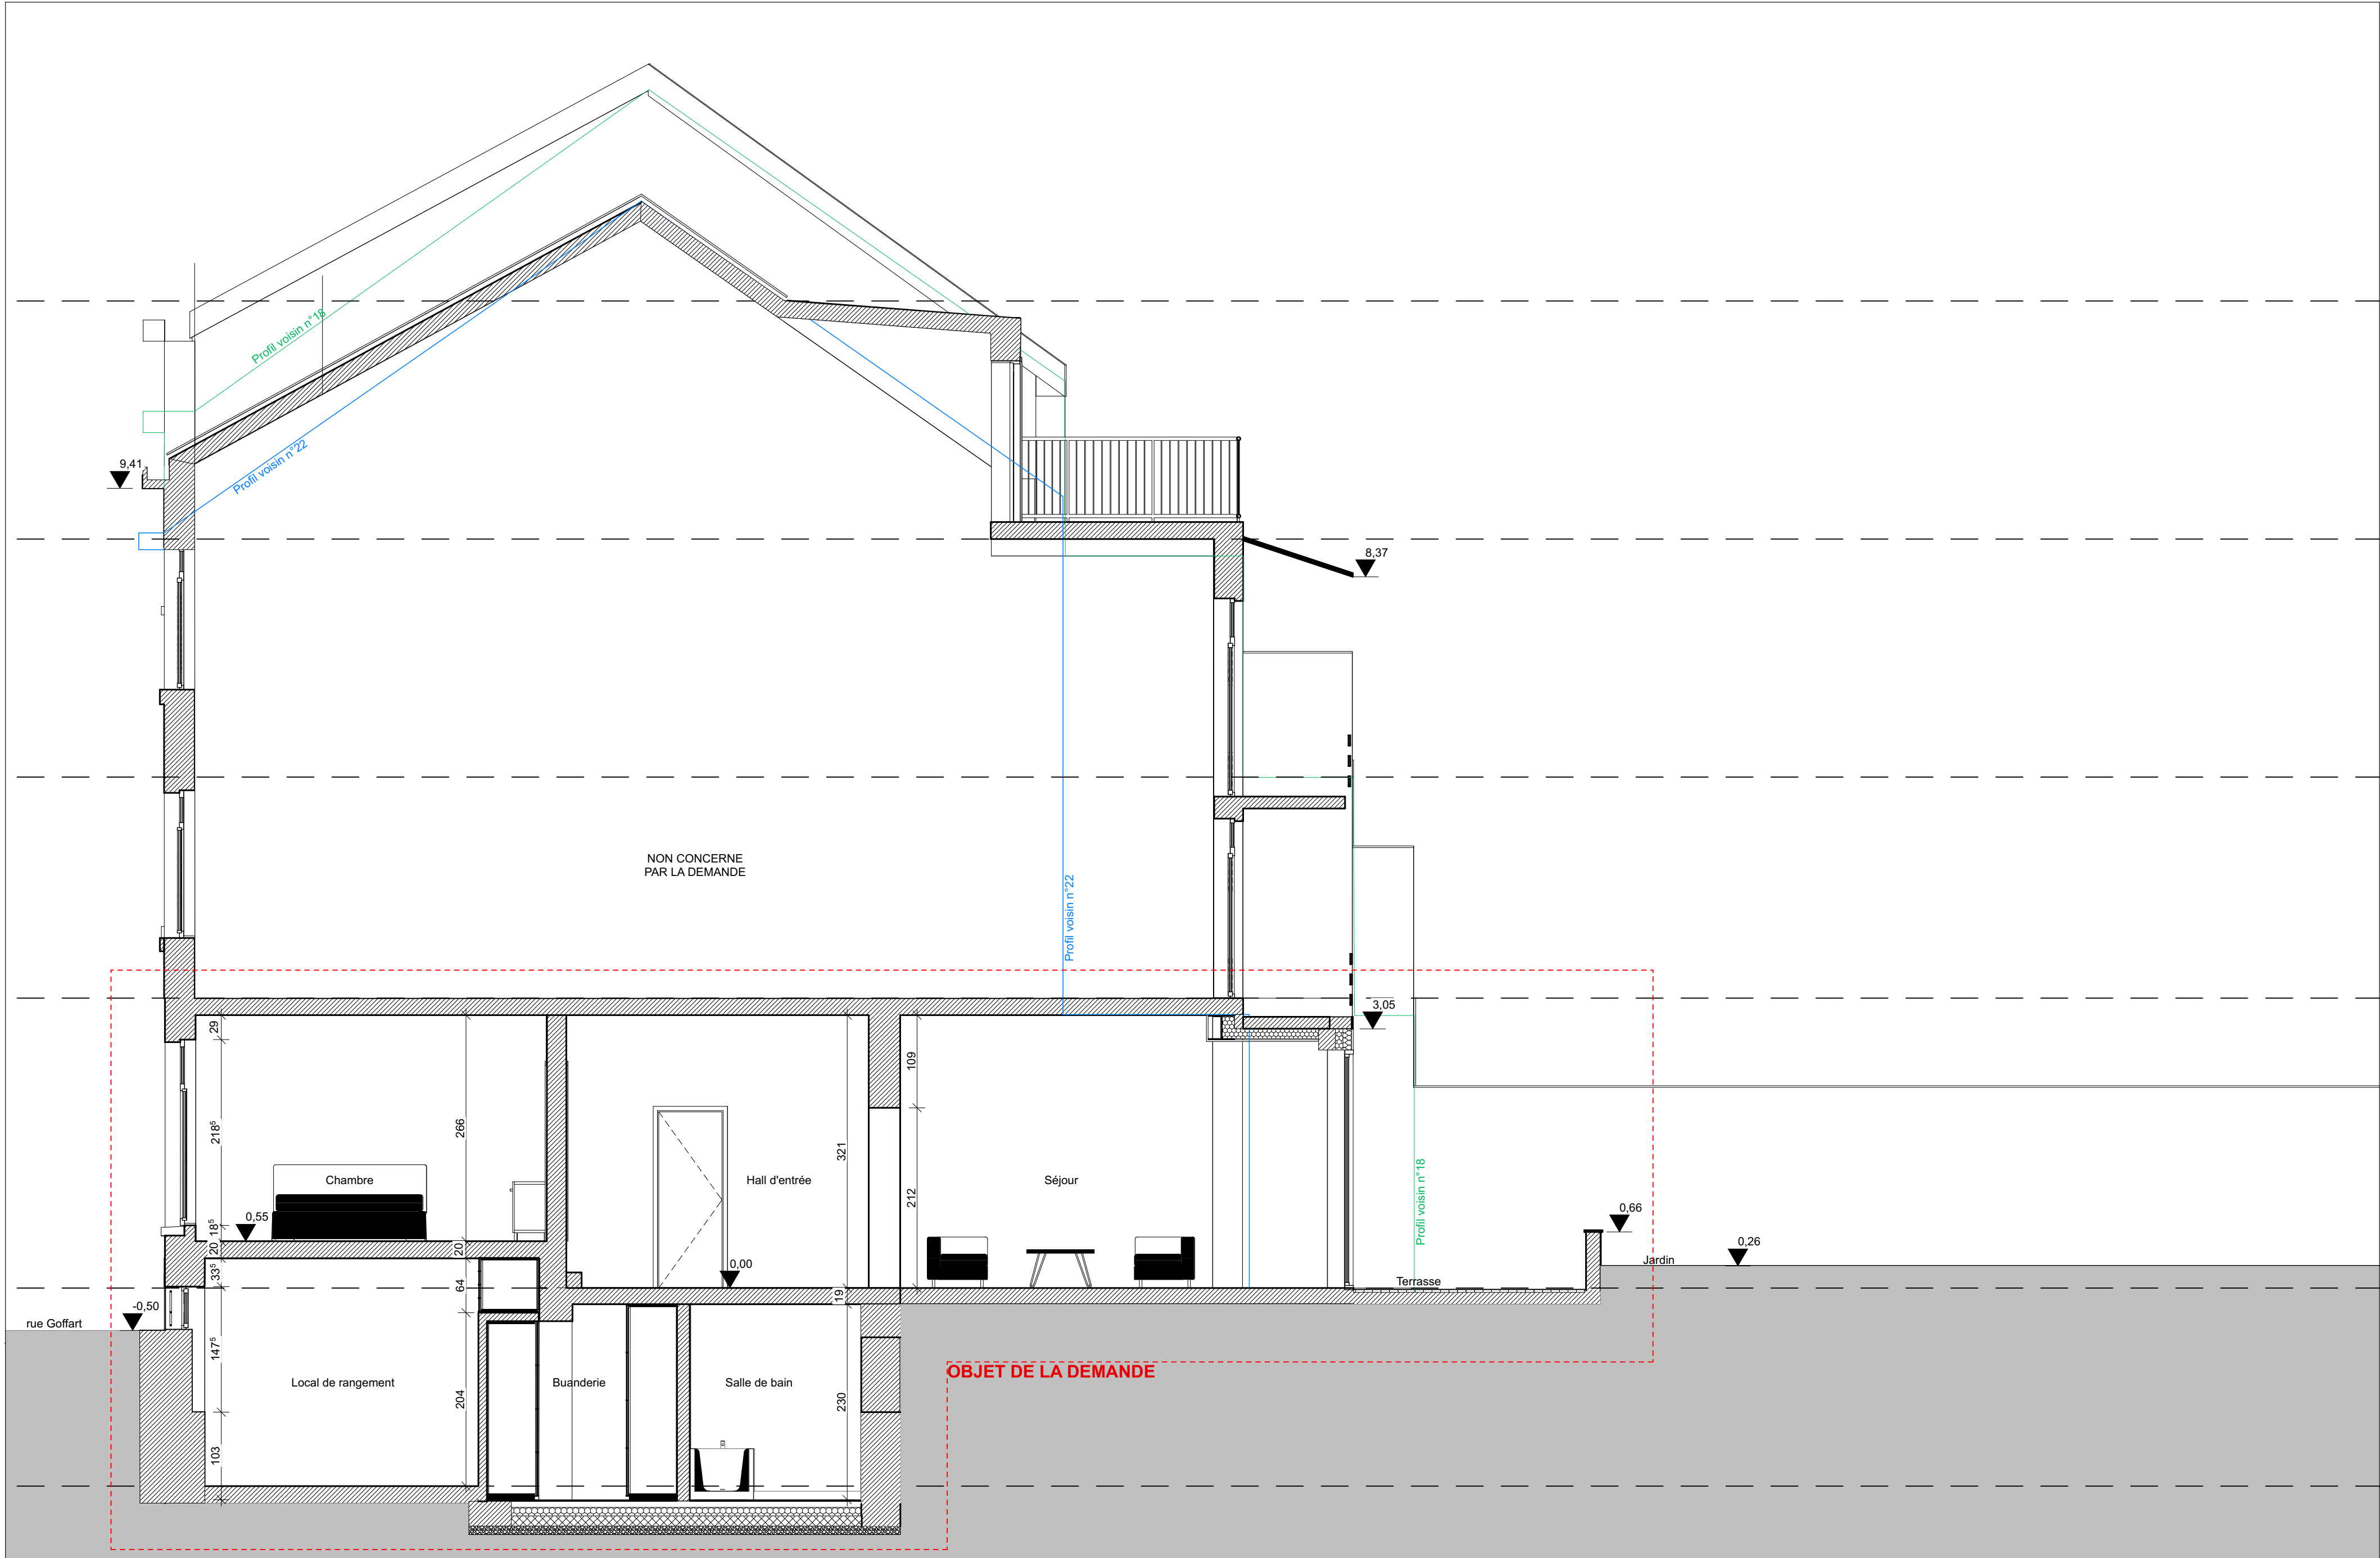 Profil voisin n°18
Profil voisin n°22
9,41
8,37
NON CONCERNE
PAR LA DEMANDE
Profil voisin n°22
3,05
29
218⁵
18⁵
20
33⁵
147⁵
103
266
20
64
204
321
19
230
109
212
Chambre
Hall d'entrée
Séjour
0,55
0,00
Profil voisin n°18
0,66
0,26
Jardin
Terrasse
-0,50
rue Goffart
OBJET DE LA DEMANDE
Local de rangement
Buanderie
Salle de bain